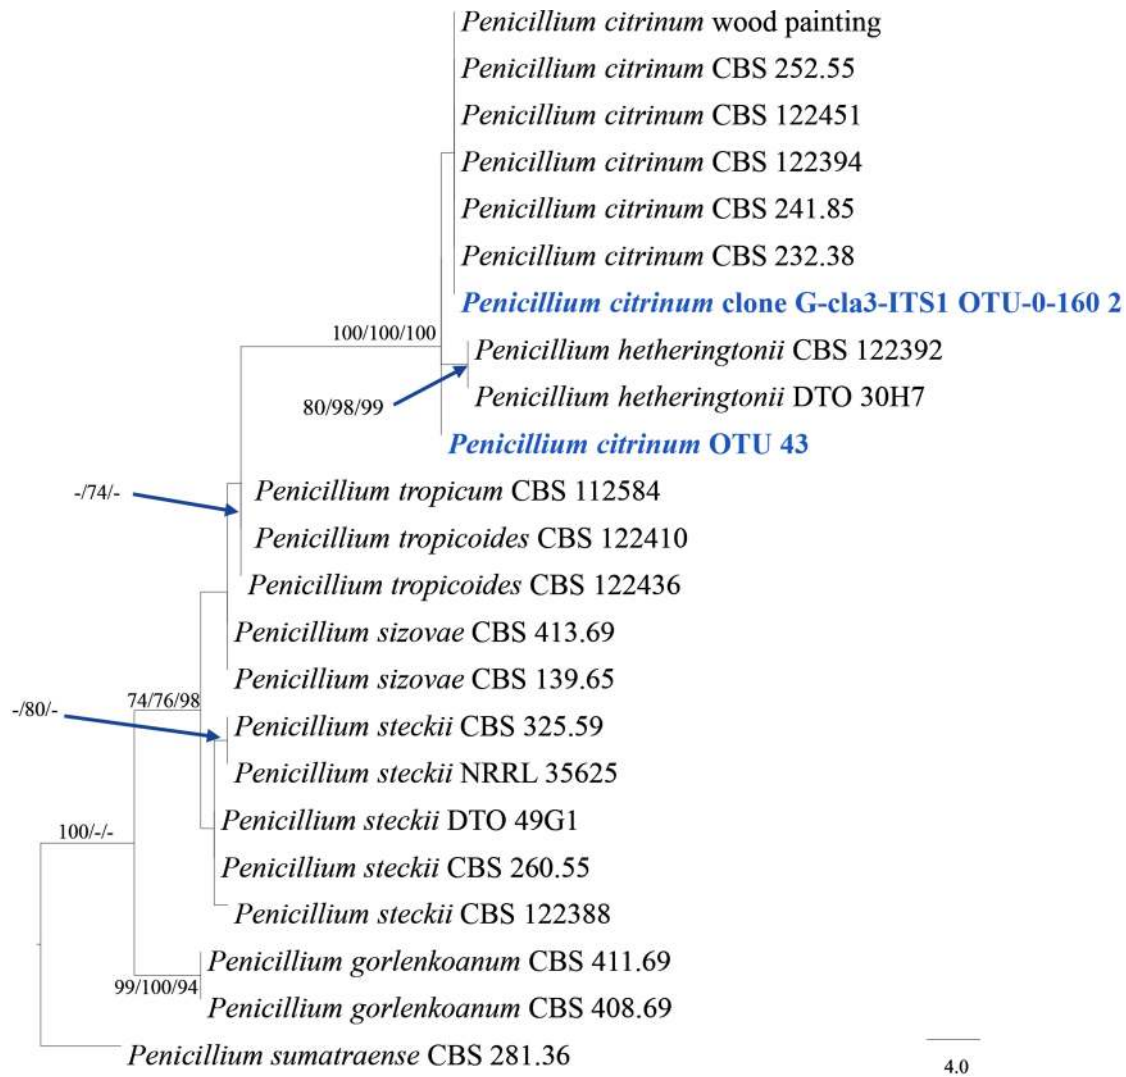 Penicillium citrinum wood painting
Penicillium citrinum CBS 252.55
Penicillium citrinum CBS 122451
Penicillium citrinum CBS 122394
Penicillium citrinum CBS 241.85
Penicillium citrinum CBS 232.38
Penicillium citrinum clone G-cla3-ITS1 OTU-0-160 2
100/100/100
Penicillium hetheringtonii CBS 122392
80/98/99
Penicillium hetheringtonii DTO 30H7
Penicillium citrinum OTU 43
-/74/-
Penicillium tropicum CBS 112584
Penicillium tropicoides CBS 122410
Penicillium tropicoides CBS 122436
Penicillium sizovae CBS 413.69
Penicillium sizovae CBS 139.65
74/76/98
-/80/-
Penicillium steckii CBS 325.59
Penicillium steckii NRRL 35625
Penicillium steckii DTO 49G1
100/-/-
Penicillium steckii CBS 260.55
Penicillium steckii CBS 122388
Penicillium gorlenkoanum CBS 411.69
99/100/94
Penicillium gorlenkoanum CBS 408.69
Penicillium sumatraense CBS 281.36
4.0